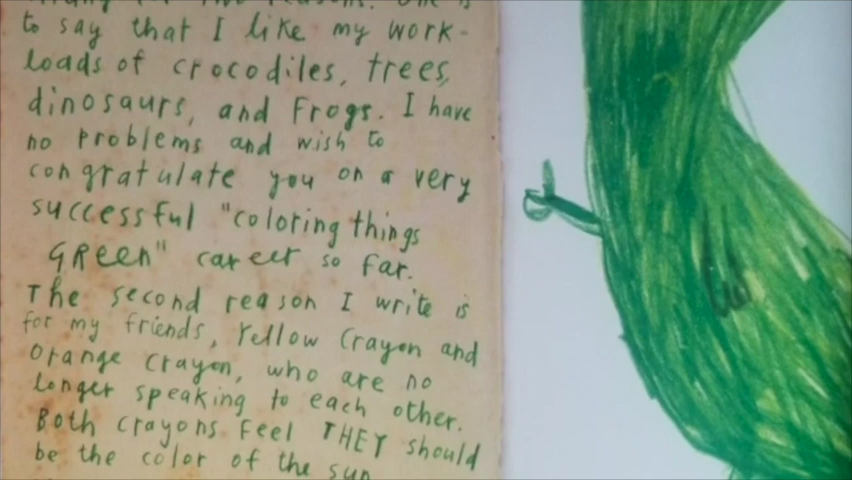 to say that I like my work-
loads of crocodiles, trees,
dinosaurs, and Frogs. I have
no problems and wish to
congratulate you on a very
successful "coloring things
GREEn" career so far.
The second reason I write is
for my friends, Yellow Crayon and
Orange Crayon, who are no
longer speaking to each other.
Both crayons feel THEY should
be the color of the sun